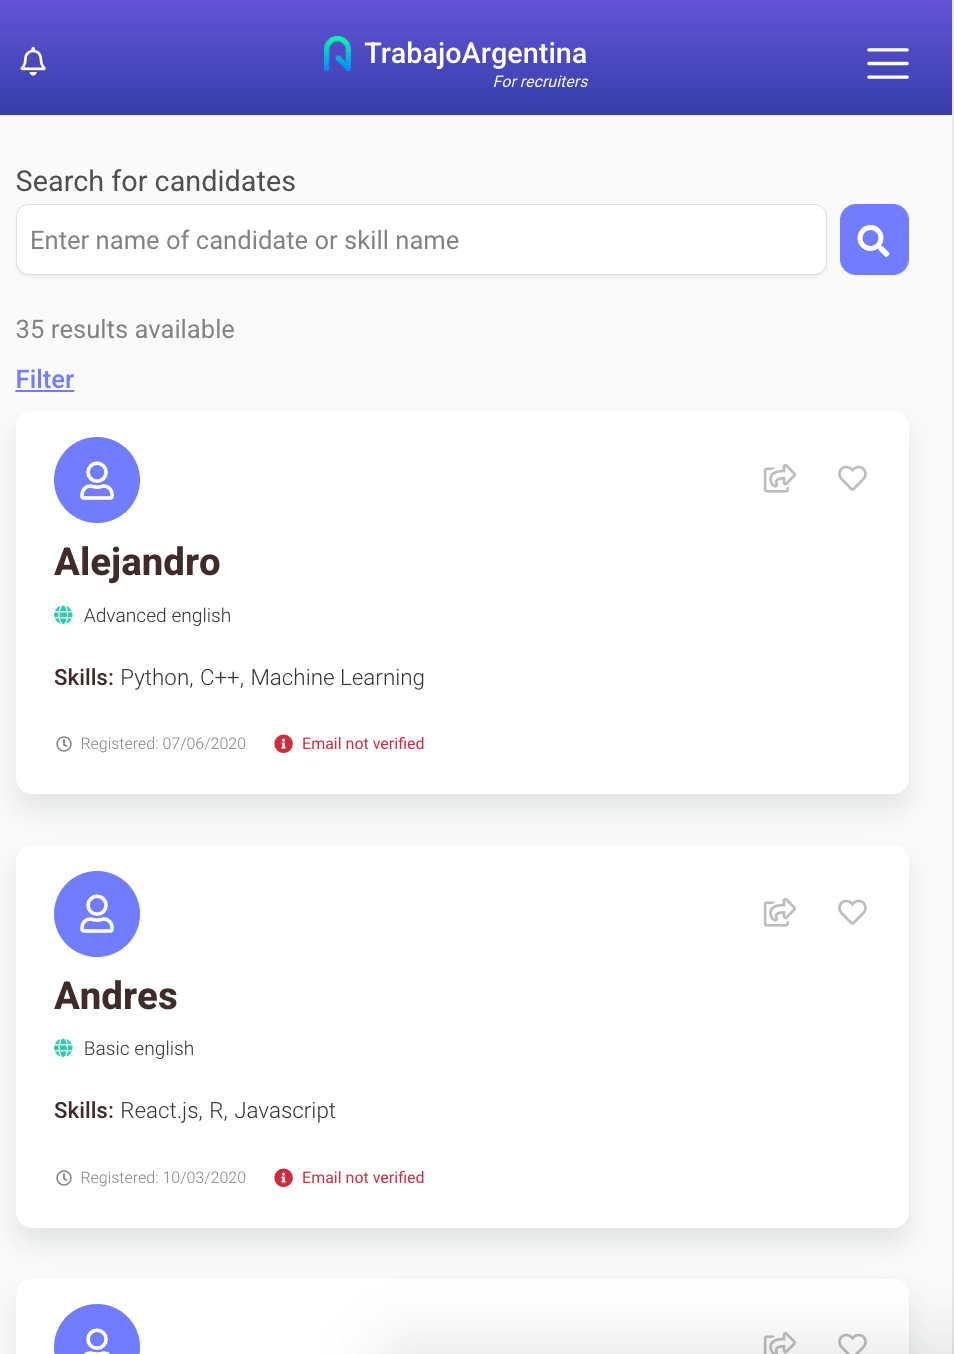 TrabajoArgentina
For recruiters
Search for candidates
Enter name of candidate or skill name
35 results available
Filter
Alejandro
Advanced english
Skills: Python, C++, Machine Learning
Registered: 07/06/2020 Email not verified
Andres
Basic english
Skills: React.js, R, Javascript
Registered: 10/03/2020 Email not verified